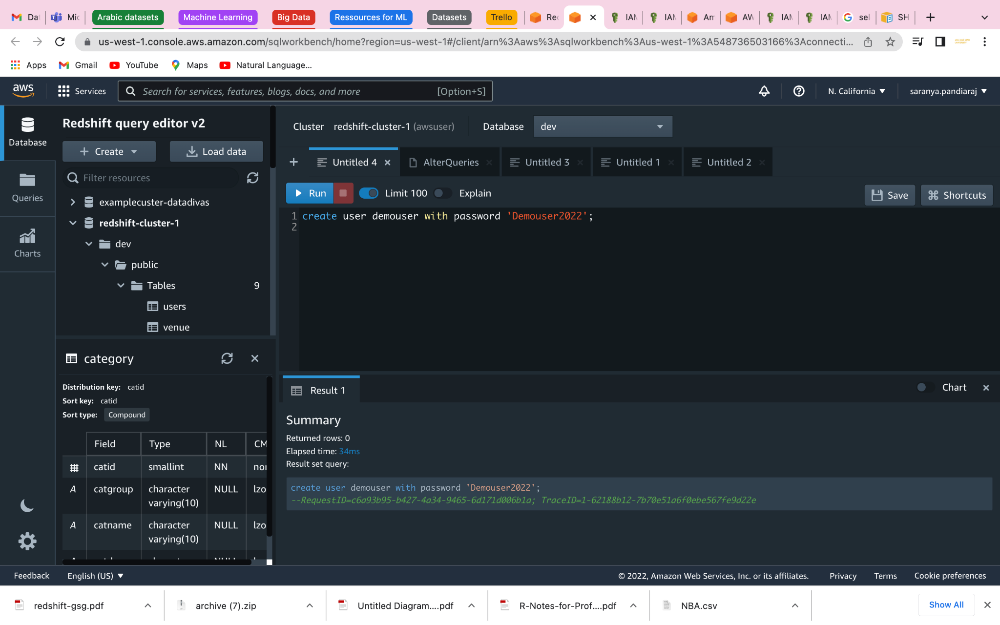 Da Mic Arabic datasets Machine Learning Big Data Ressources for ML Datasets Trello Rec IAM IAM Am AW IAM IAM sel SH
us-west-1.console.aws.amazon.com/sqlworkbench/home?region=us-west-1#/client/arn%3Aaws%3Asqlworkbench%3Aus-west-1%3A548736503166%3Aconnecti...
Apps Gmail YouTube Maps Natural Language...
aws Services Search for services, features, blogs, docs, and more [Option+S] N. California saranya.pandiaraj
Database
Queries
Charts
Redshift query editor v2
Create Load data
Filter resources
examplecuster-datadivas
redshift-cluster-1
dev
public
Tables 9
users
venue
category
Distribution key: catid
Sort key: catid
Sort type: Compound
Field Type NL CM
catid smallint NN nor
A catgroup character varying(10) NULL lzo
A catname character varying(10) NULL lzo
Cluster redshift-cluster-1 (awsuser) Database dev
Untitled 4 AlterQueries Untitled 3 Untitled 1 Untitled 2
Run Limit 100 Explain Save Shortcuts
1 create user demouser with password 'Demouser2022';
2
Result 1 Chart
Summary
Returned rows: 0
Elapsed time: 34ms
Result set query:
create user demouser with password 'Demouser2022';
--RequestID=c6a93b95-b427-4a34-9465-6d171d006b1a; TraceID=1-62188b12-7b70e51a6f0ebe567fe9d22e
Feedback English (US) © 2022, Amazon Web Services, Inc. or its affiliates. Privacy Terms Cookie preferences
redshift-gsg.pdf archive (7).zip Untitled Diagram....pdf R-Notes-for-Prof....pdf NBA.csv Show All